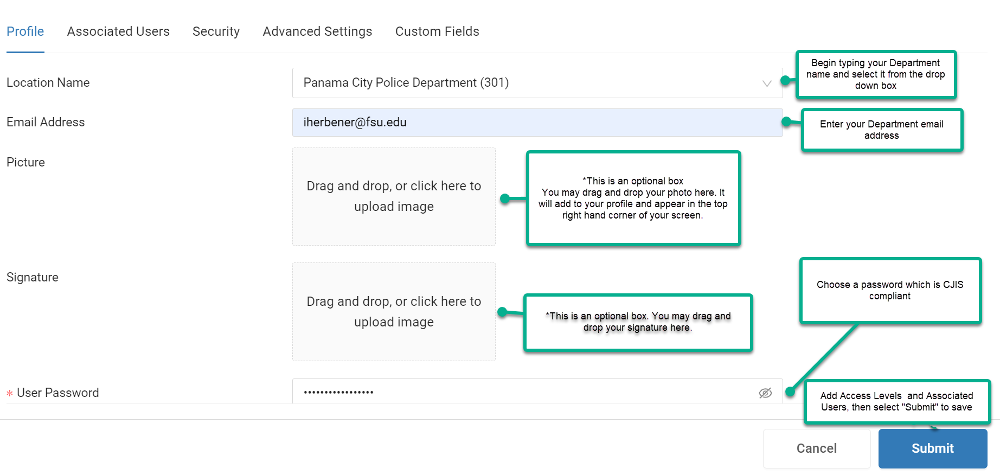 Profile Associated Users Security Advanced Settings Custom Fields
Location Name
Panama City Police Department (301)
Begin typing your Department
name and select it from the drop
down box
Email Address
iherbener@fsu.edu
Enter your Department email
address
Picture
Drag and drop, or click here to
upload image
*This is an optional box
You may drag and drop your photo here. It
will add to your profile and appear in the top
right hand corner of your screen.
Signature
Drag and drop, or click here to
upload image
*This is an optional box. You may drag and
drop your signature here.
Choose a password which is CJIS
compliant
* User Password
•••••••••••••••••
Add Access Levels and Associated
Users, then select "Submit" to save
Cancel
Submit